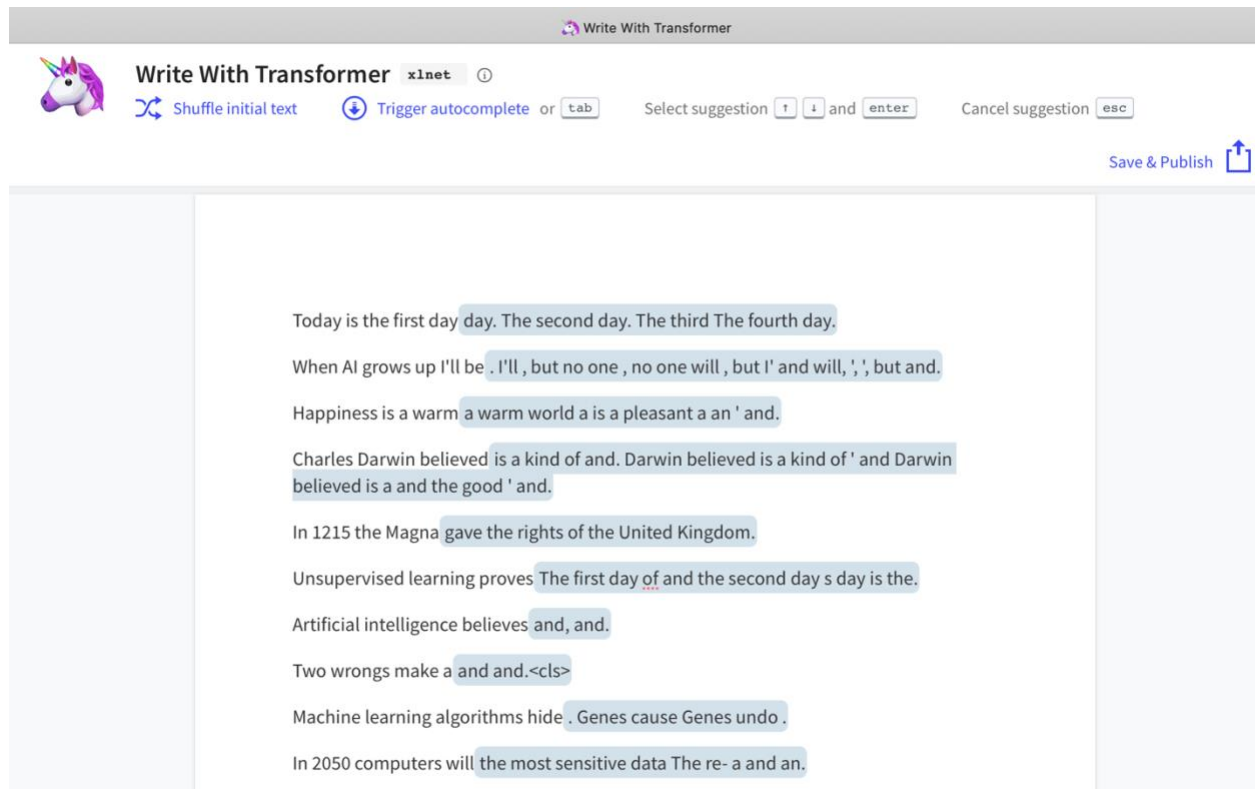 Write With Transformer
Write With Transformer xlnet
Shuffle initial text Trigger autocomplete or tab Select suggestion ↑ ↓ and enter Cancel suggestion esc
Save & Publish
Today is the first day day. The second day. The third The fourth day.
When AI grows up I'll be . I'll , but no one , no one will , but I' and will, ', ', but and.
Happiness is a warm a warm world a is a pleasant a an ' and.
Charles Darwin believed is a kind of and. Darwin believed is a kind of ' and Darwin
believed is a and the good ' and.
In 1215 the Magna gave the rights of the United Kingdom.
Unsupervised learning proves The first day of and the second day s day is the.
Artificial intelligence believes and, and.
Two wrongs make a and and.<cls>
Machine learning algorithms hide . Genes cause Genes undo .
In 2050 computers will the most sensitive data The re- a and an.